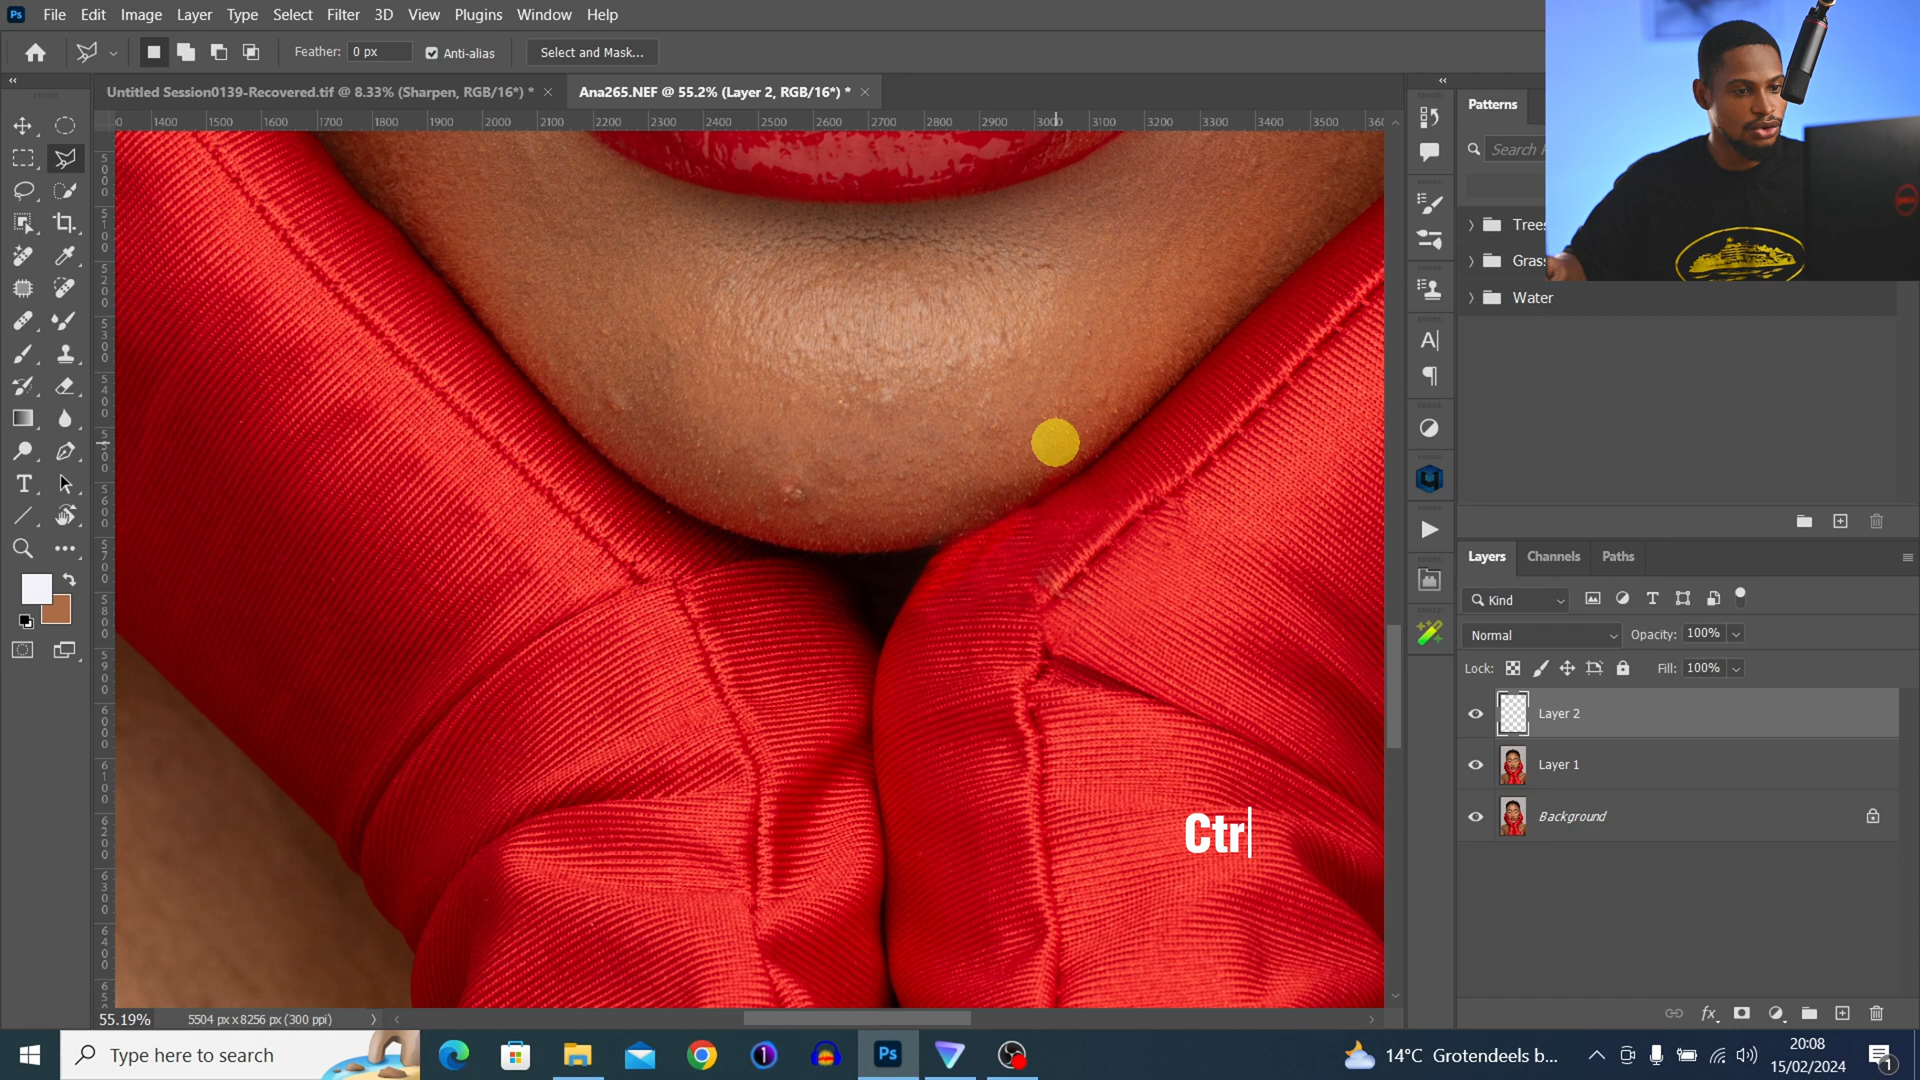 Ps File Edit Image Layer Type Select Filter 3D View Plugins Window Help
Feather: 0 px Anti-alias Select and Mask...
Untitled Session0139-Recovered.tif @ 8.33% (Sharpen, RGB/16*) * × Ana265.NEF @ 55.2% (Layer 2, RGB/16*) * ×
1400 1500 1600 1700 1800 1900 2000 2100 2200 2300 2400 2500 2600 2700 2800 2900 3000 3100 3200 3300 3400 3500
Patterns
Search
Trees
Grass
Water
Layers Channels Paths
Kind
Normal Opacity: 100%
Lock: Fill: 100%
Layer 2
Layer 1
Background
Ctr
55.19% 5504 px x 8256 px (300 ppi)
Type here to search
Ps
14°C Grotendeels b...
20:08
15/02/2024
1